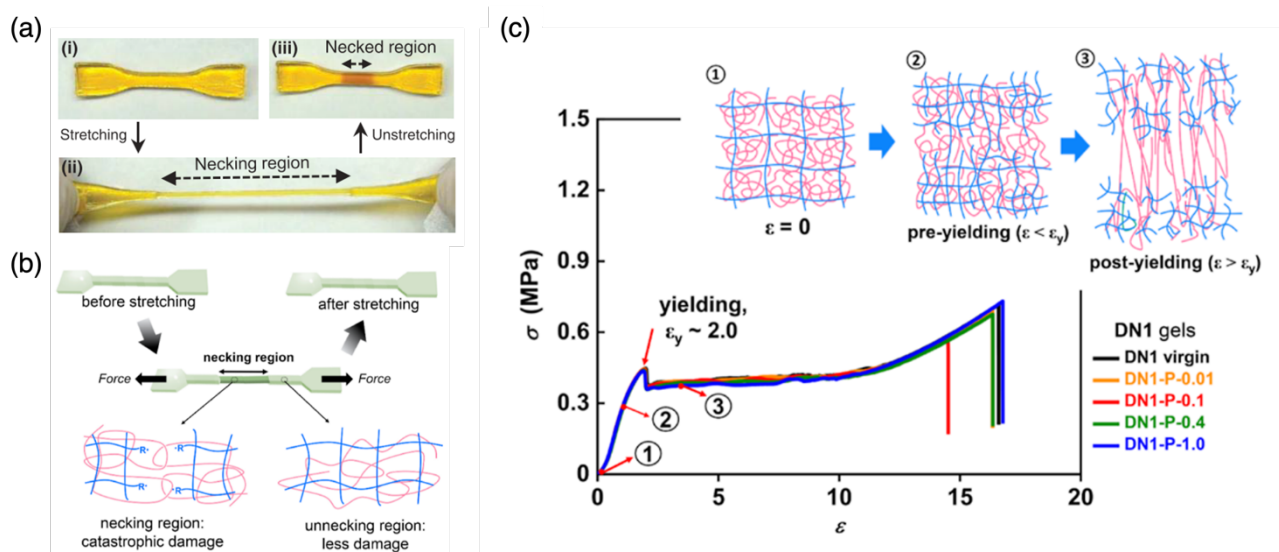 (a)
(i)
(iii)
Necked region
Stretching
Unstretching
(ii)
Necking region
(b)
before stretching
after stretching
necking region
Force
Force
R·
·R
R·
·R
necking region:
catastrophic damage
unnecking region:
less damage
(c)
①
②
③
ε = 0
pre-yielding (ε < εy)
post-yielding (ε > εy)
σ (MPa)
1.5
1.2
0.9
0.6
0.3
0
yielding,
εy ~ 2.0
①
②
③
0
5
10
15
20
ε
DN1 gels
DN1 virgin
DN1-P-0.01
DN1-P-0.1
DN1-P-0.4
DN1-P-1.0